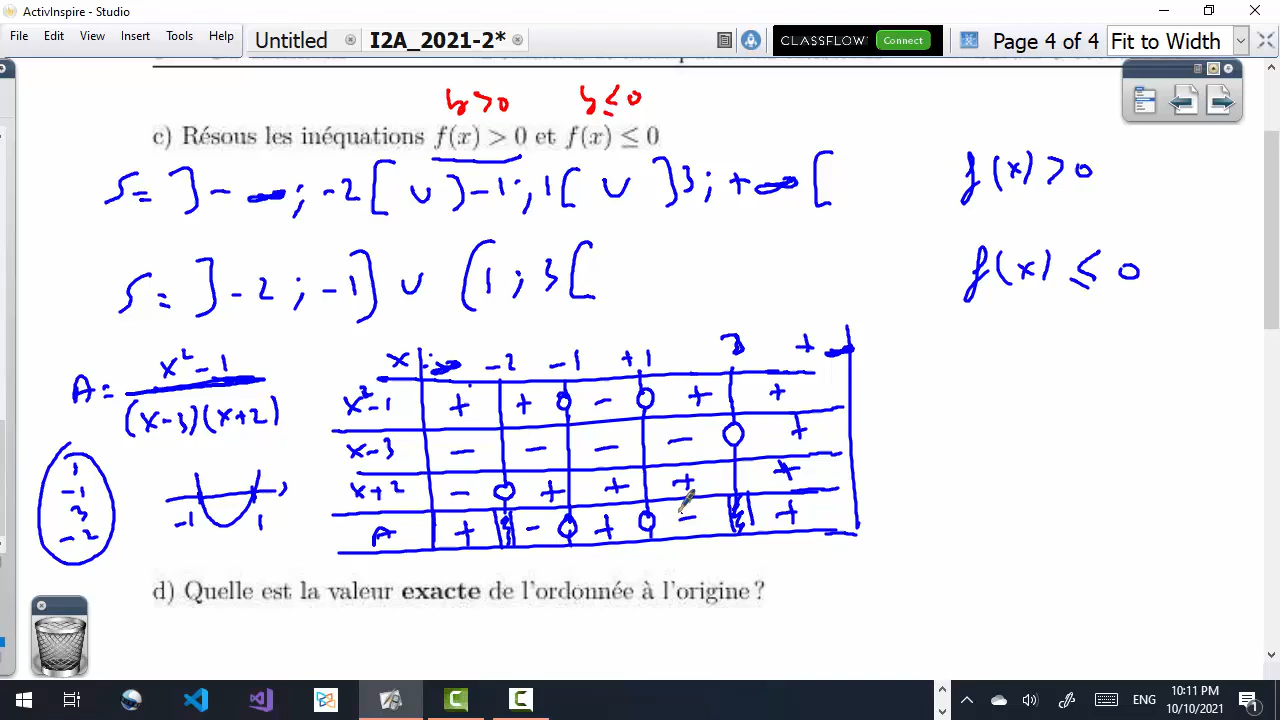 ActivInspire - Studio
File Edit View Insert Tools Help Untitled I2A_2021-2* CLASSFLOW Connect Page 4 of 4 Fit to Width
y > 0 y ≤ 0
c) Résous les inéquations f(x) > 0 et f(x) ≤ 0
S = ] - ∞ ; -2 [ ∪ ] -1 ; 1 [ ∪ ] 3 ; + ∞ [ f(x) > 0
S = ] -2 ; -1 ] ∪ [ 1 ; 3 [ f(x) ≤ 0
A = x² - 1 / (x-3)(x+2)
1
-1
3
-2
-1 1
x -∞ -2 -1 +1 3 +∞
x²-1 + + 0 - 0 + +
x-3 - - - - 0 +
x+2 - 0 + + + +
A + - 0 + 0 - +
d) Quelle est la valeur exacte de l'ordonnée à l'origine ?
ENG
10:11 PM
10/10/2021
1